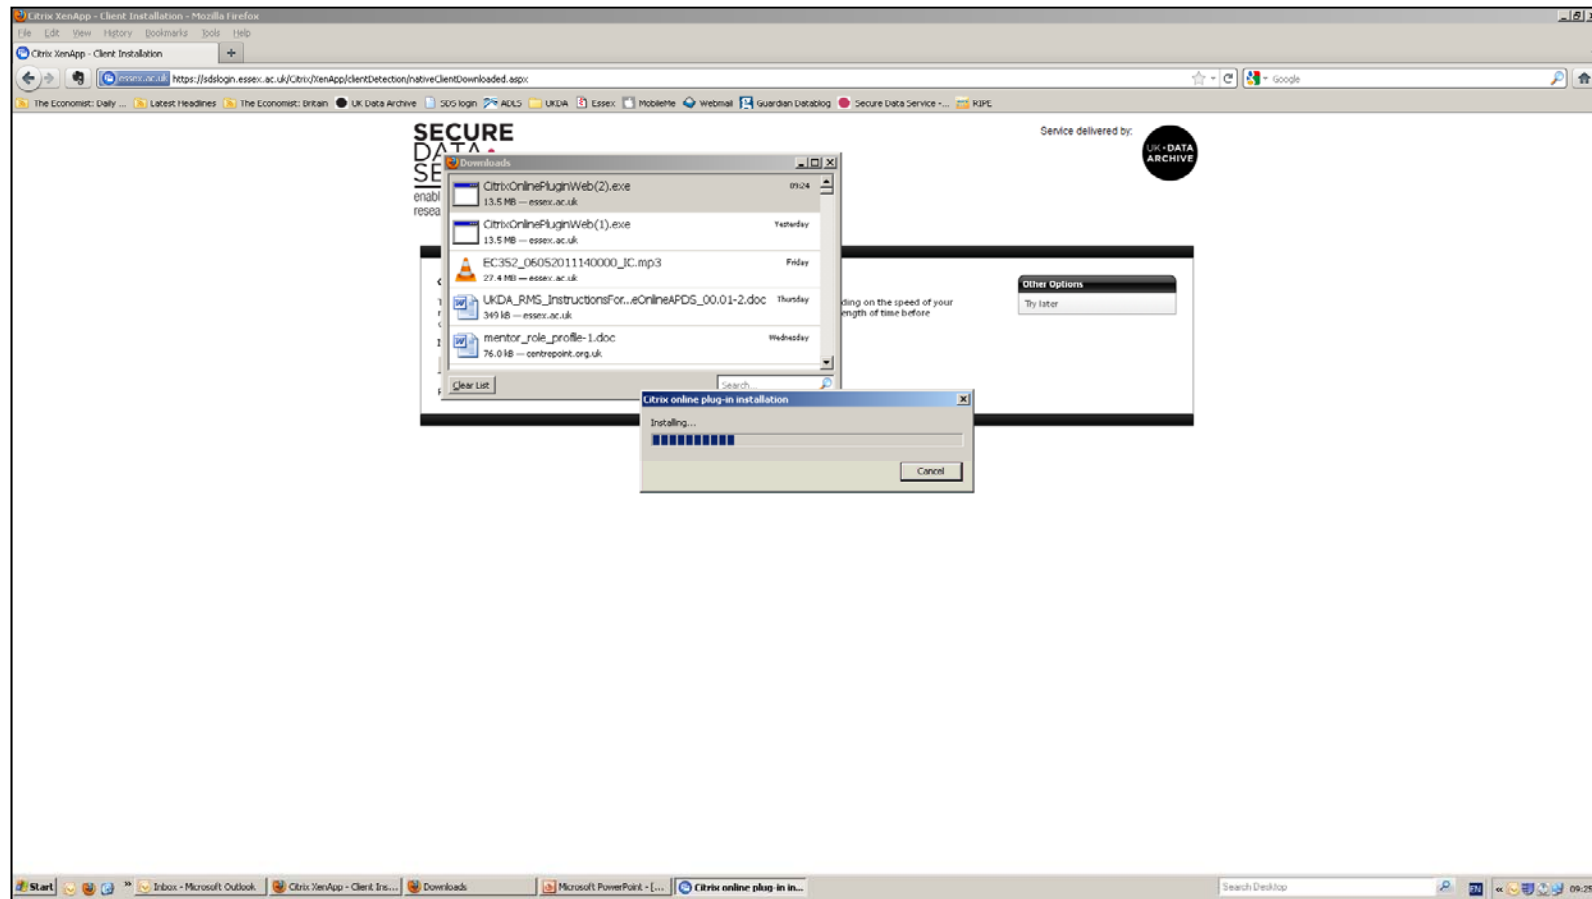 Citrix XenApp - Client Installation - Mozilla Firefox
File Edit View History Bookmarks Tools Help
Citrix XenApp - Client Installation
essex.ac.uk https://sdslogin.essex.ac.uk/Citrix/XenApp/clientDetection/nativeClientDownloaded.aspx
Google
The Economist: Daily ... Latest Headlines The Economist: Britain UK Data Archive SDS login ADLS UKDA Essex MobileMe Webmail Guardian Datablog Secure Data Service -... RIPE
SECURE
DATA
SE
enabl
resea
Service delivered by:
UK·DATA
ARCHIVE
Downloads
CitrixOnlinePluginWeb(2).exe 09:24
13.5 MB — essex.ac.uk
CitrixOnlinePluginWeb(1).exe Yesterday
13.5 MB — essex.ac.uk
EC352_06052011140000_IC.mp3 Friday
27.4 MB — essex.ac.uk
UKDA_RMS_InstructionsFor...eOnlineAPDS_00.01-2.doc Thursday
349 kB — essex.ac.uk
mentor_role_profile-1.doc Wednesday
76.0 kB — centrepoint.org.uk
Clear List Search...
ding on the speed of your
ength of time before
Other Options
Try later
Citrix online plug-in installation
Installing...
Cancel
Start Inbox - Microsoft Outlook Citrix XenApp - Client Ins... Downloads Microsoft PowerPoint - [... Citrix online plug-in in... Search Desktop EN 09:25